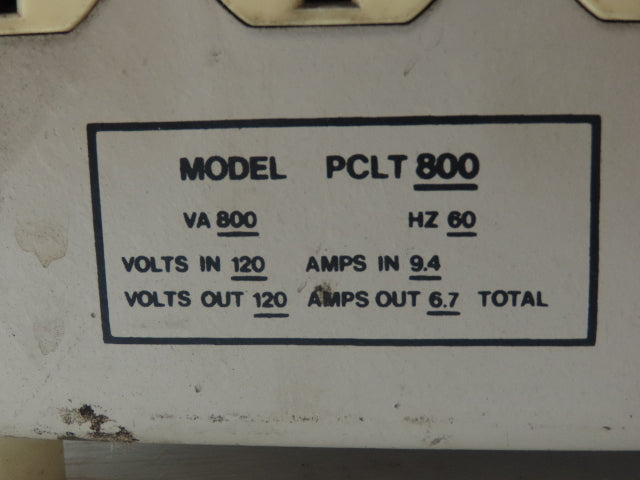 MODEL PCLT 800
VA 800 HZ 60
VOLTS IN 120 AMPS IN 9.4
VOLTS OUT 120 AMPS OUT 6.7 TOTAL